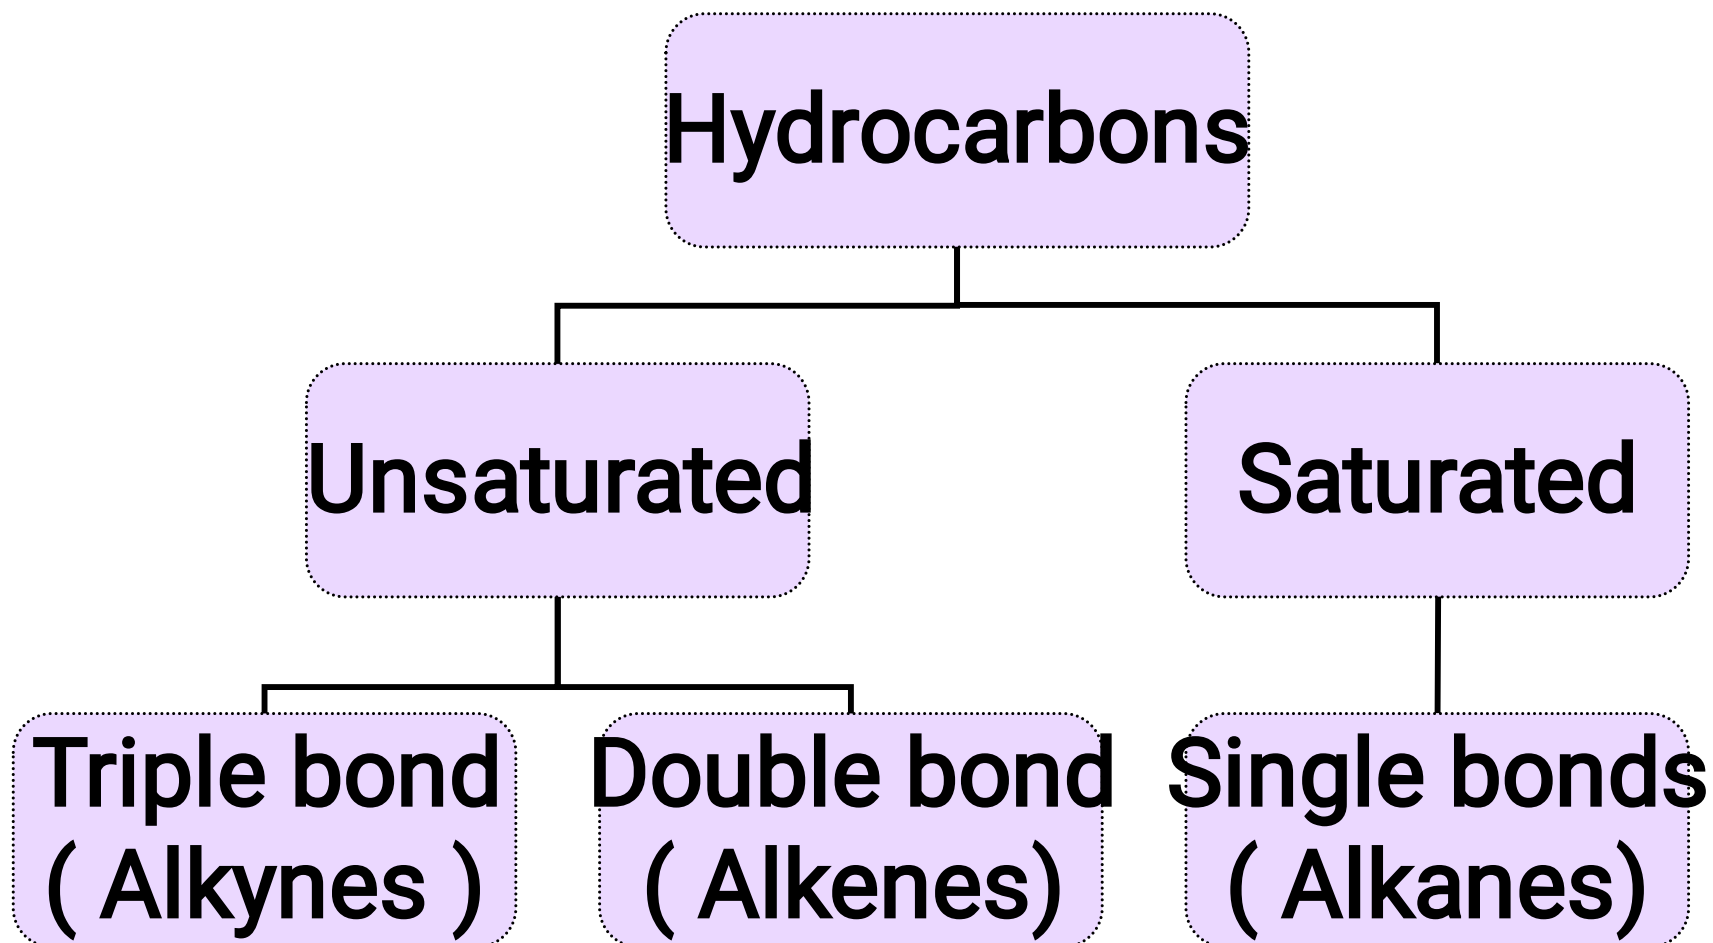 Hydrocarbons
Unsaturated
Saturated
Triple bond
( Alkynes )
Double bond
( Alkenes)
Single bonds
( Alkanes)